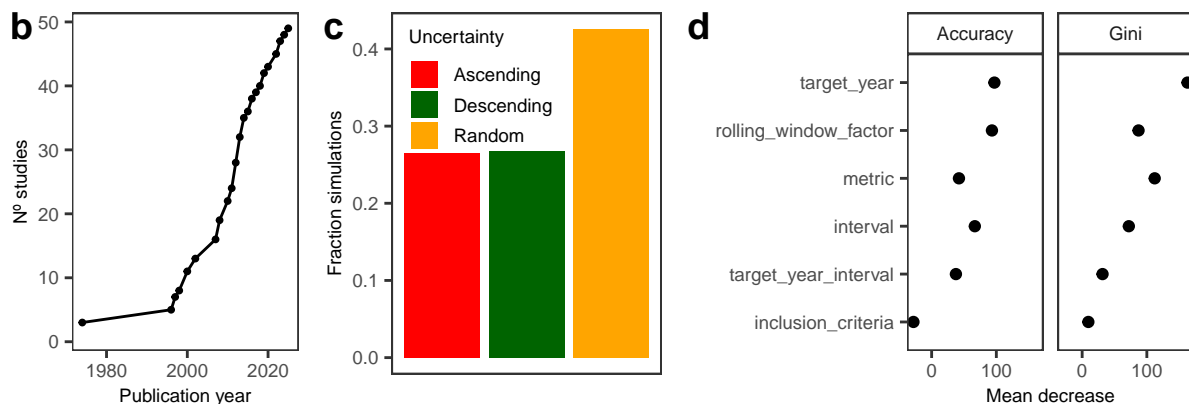 b
50
40
30
20
10
0
Nº studies
1980
2000
2020
Publication year
c
Uncertainty
Ascending
Descending
Random
0.4
0.3
0.2
0.1
0.0
Fraction simulations
d
Accuracy
Gini
target_year
rolling_window_factor
metric
interval
target_year_interval
inclusion_criteria
0
100
0
100
Mean decrease